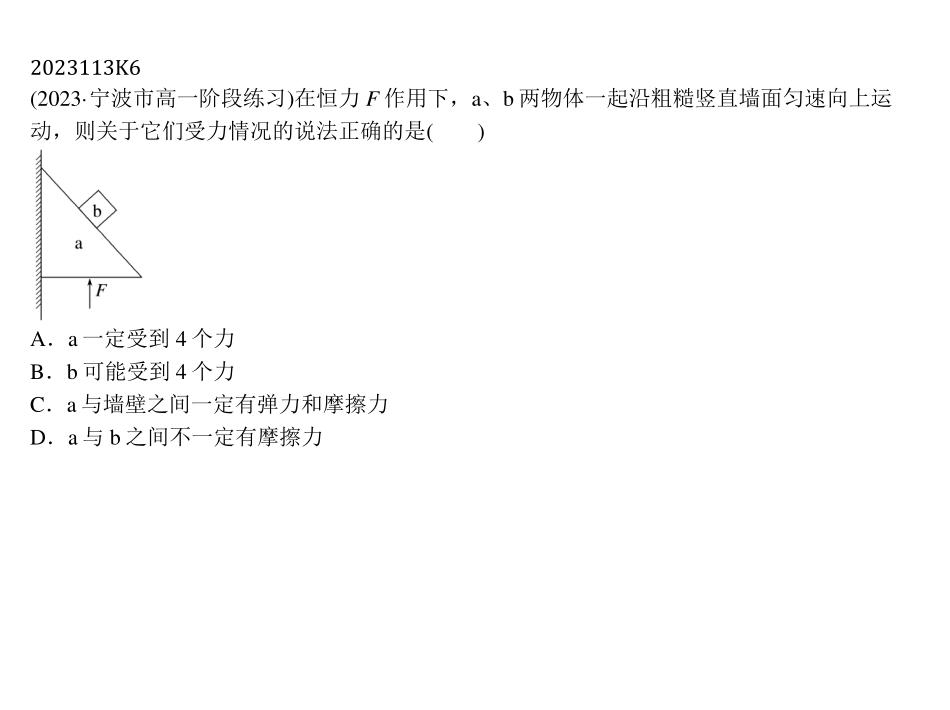 2023113K6
(2023·宁波市高一阶段练习)在恒力 F 作用下，a、b 两物体一起沿粗糙竖直墙面匀速向上运
动，则关于它们受力情况的说法正确的是(　　)
b
a
F
A．a 一定受到 4 个力
B．b 可能受到 4 个力
C．a 与墙壁之间一定有弹力和摩擦力
D．a 与 b 之间不一定有摩擦力